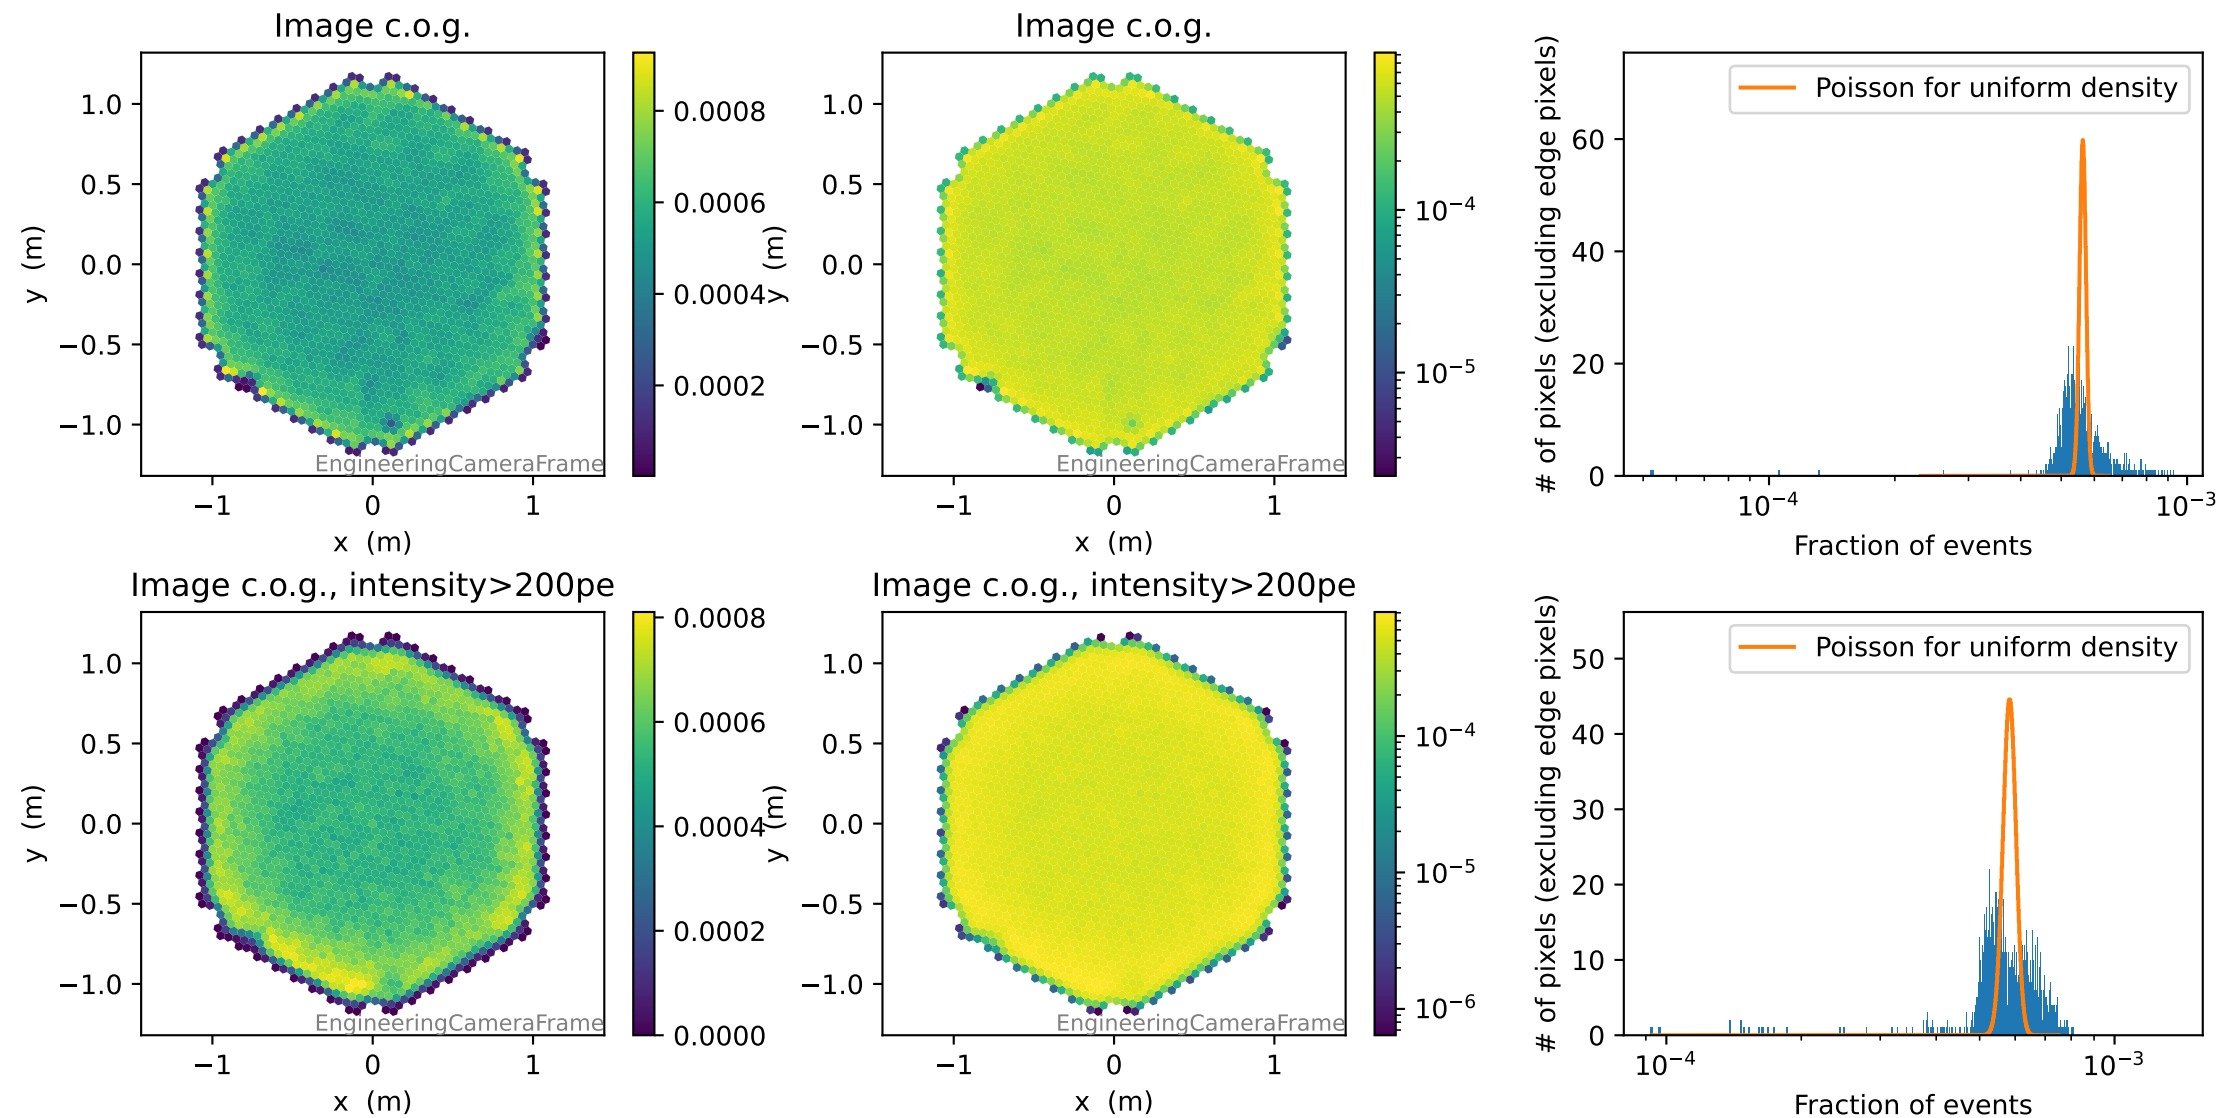 Image c.o.g.
y (m)
1.0
0.5
0.0
−0.5
−1.0
−1
0
1
x (m)
EngineeringCameraFrame
0.0008
0.0006
0.0004
0.0002
Image c.o.g.
y (m)
1.0
0.5
0.0
−0.5
−1.0
−1
0
1
x (m)
EngineeringCameraFrame
10⁻⁴
10⁻⁵
# of pixels (excluding edge pixels)
60
40
20
0
Poisson for uniform density
10⁻⁴
10⁻³
Fraction of events
Image c.o.g., intensity>200pe
y (m)
1.0
0.5
0.0
−0.5
−1.0
−1
0
1
x (m)
EngineeringCameraFrame
0.0008
0.0006
0.0004
0.0002
0.0000
Image c.o.g., intensity>200pe
y (m)
1.0
0.5
0.0
−0.5
−1.0
−1
0
1
x (m)
EngineeringCameraFrame
10⁻⁴
10⁻⁵
10⁻⁶
# of pixels (excluding edge pixels)
50
40
30
20
10
0
Poisson for uniform density
10⁻⁴
10⁻³
Fraction of events